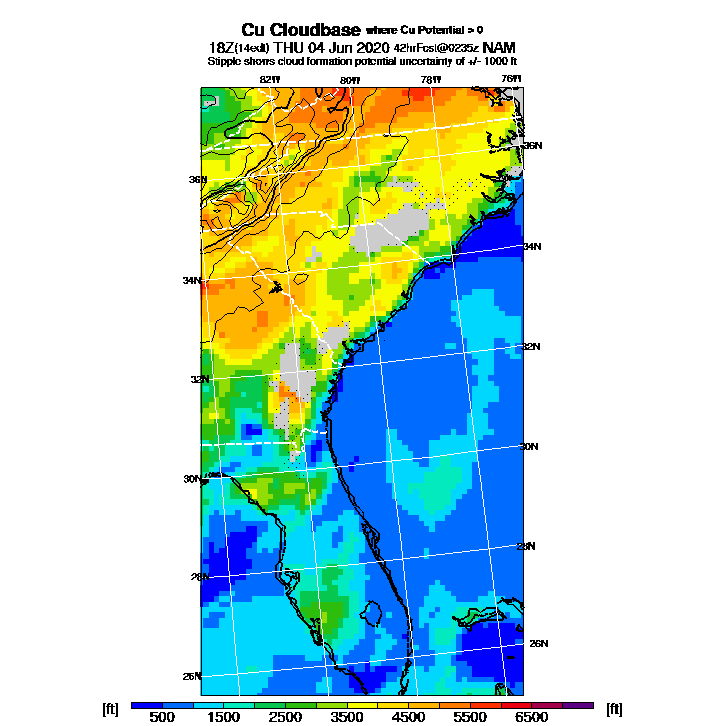 Cu Cloudbase where Cu Potential > 0
18Z(14edt) THU 04 Jun 2020 42hrFcst@0235z NAM
Stipple shows cloud formation potential uncertainty of +/- 1000 ft
82W 80W 78W 76W
36N
36N
34N
34N
32N
32N
30N
30N
28N
28N
26N
26N
[ft] [ft]
500 1500 2500 3500 4500 5500 6500